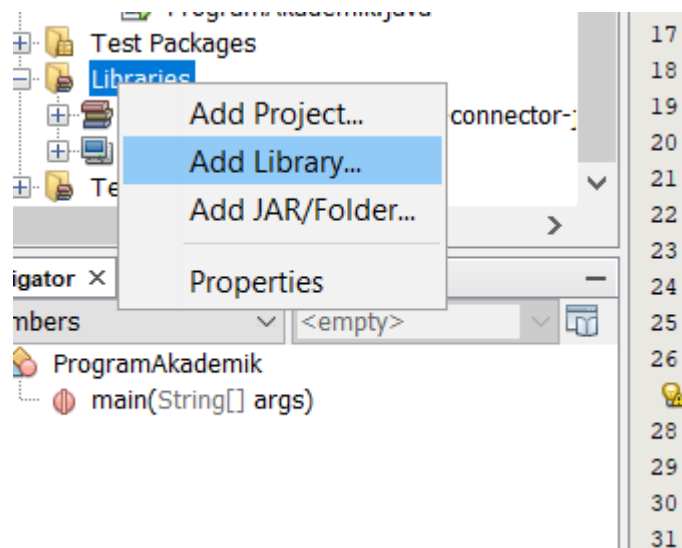 ProgramAkademik.java
Test Packages
Libraries
Add Project...
connector-j
Add Library...
Te
Add JAR/Folder...
Properties
igator ×
mbers
<empty>
ProgramAkademik
main(String[] args)
17
18
19
20
21
22
23
24
25
26
28
29
30
31